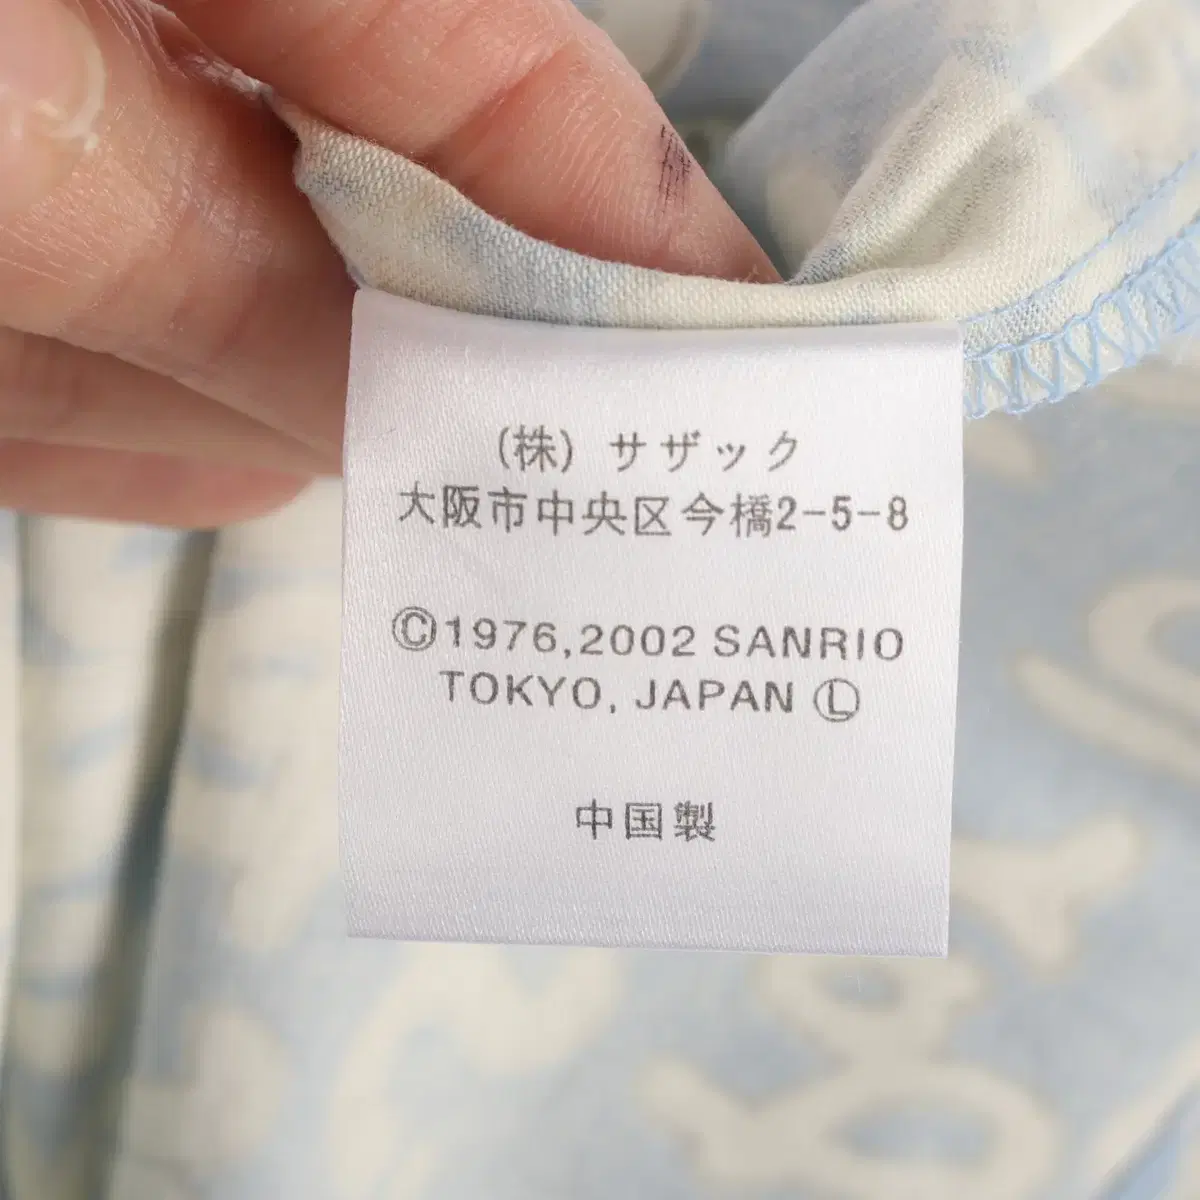 (株) サザック
大阪市中央区今橋2-5-8
©1976,2002 SANRIO
TOKYO, JAPAN Ⓛ
中国製